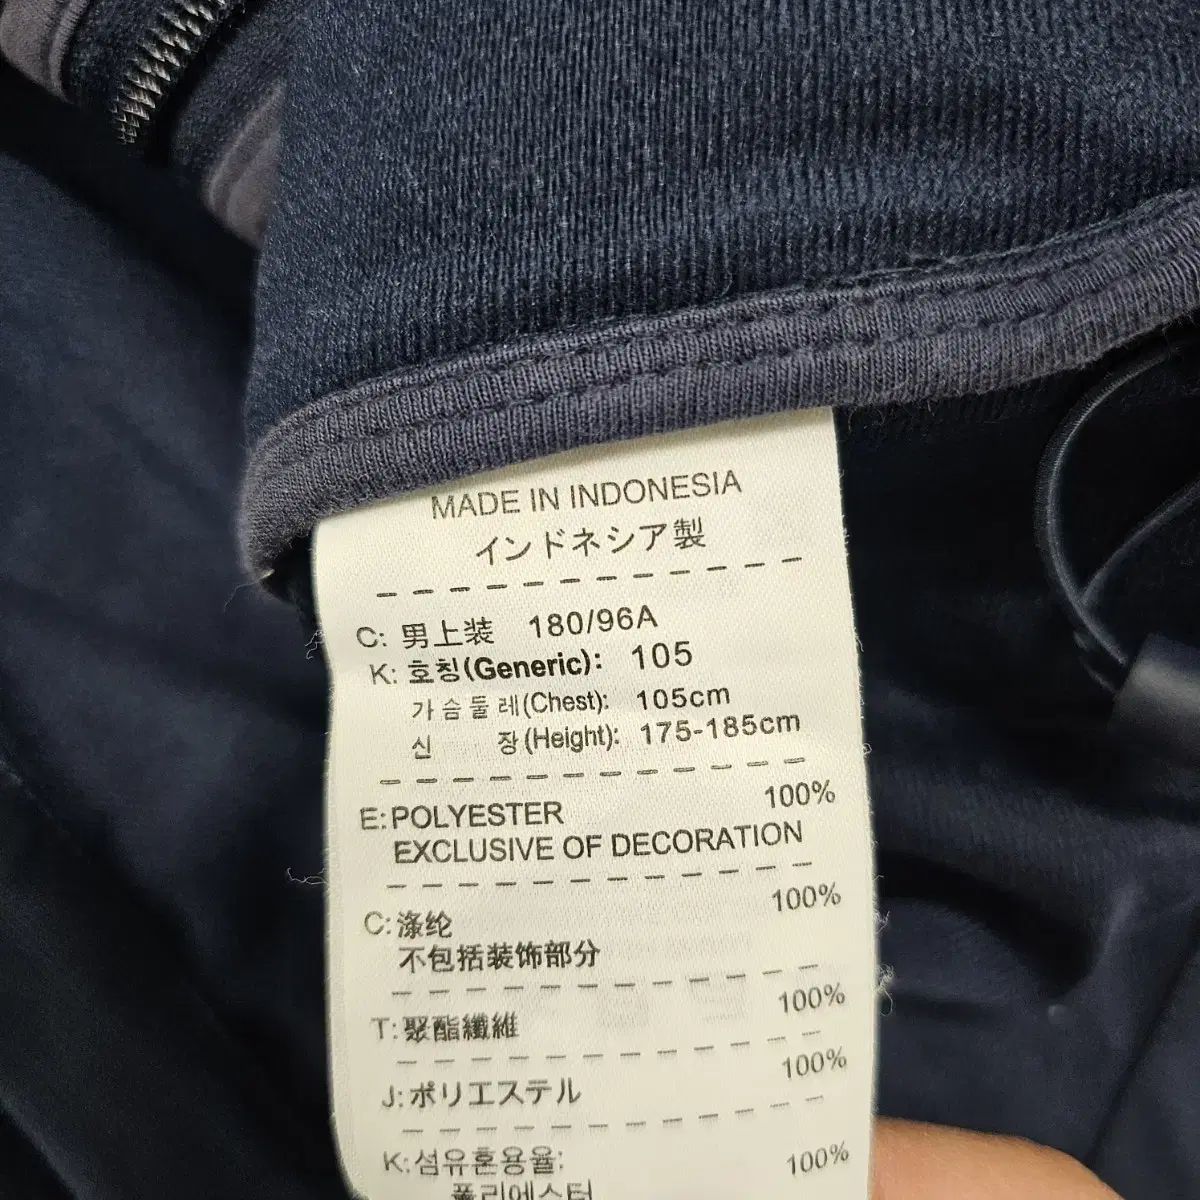 MADE IN INDONESIA
インドネシア製
C: 男上装 180/96A
K: 호칭(Generic): 105
가슴둘레(Chest): 105cm
신 장(Height): 175-185cm
E:POLYESTER 100%
EXCLUSIVE OF DECORATION
C:涤纶 100%
不包括装饰部分
T:聚酯纖維 100%
J:ポリエステル 100%
K:섬유혼용율: 100%
폴리에스터